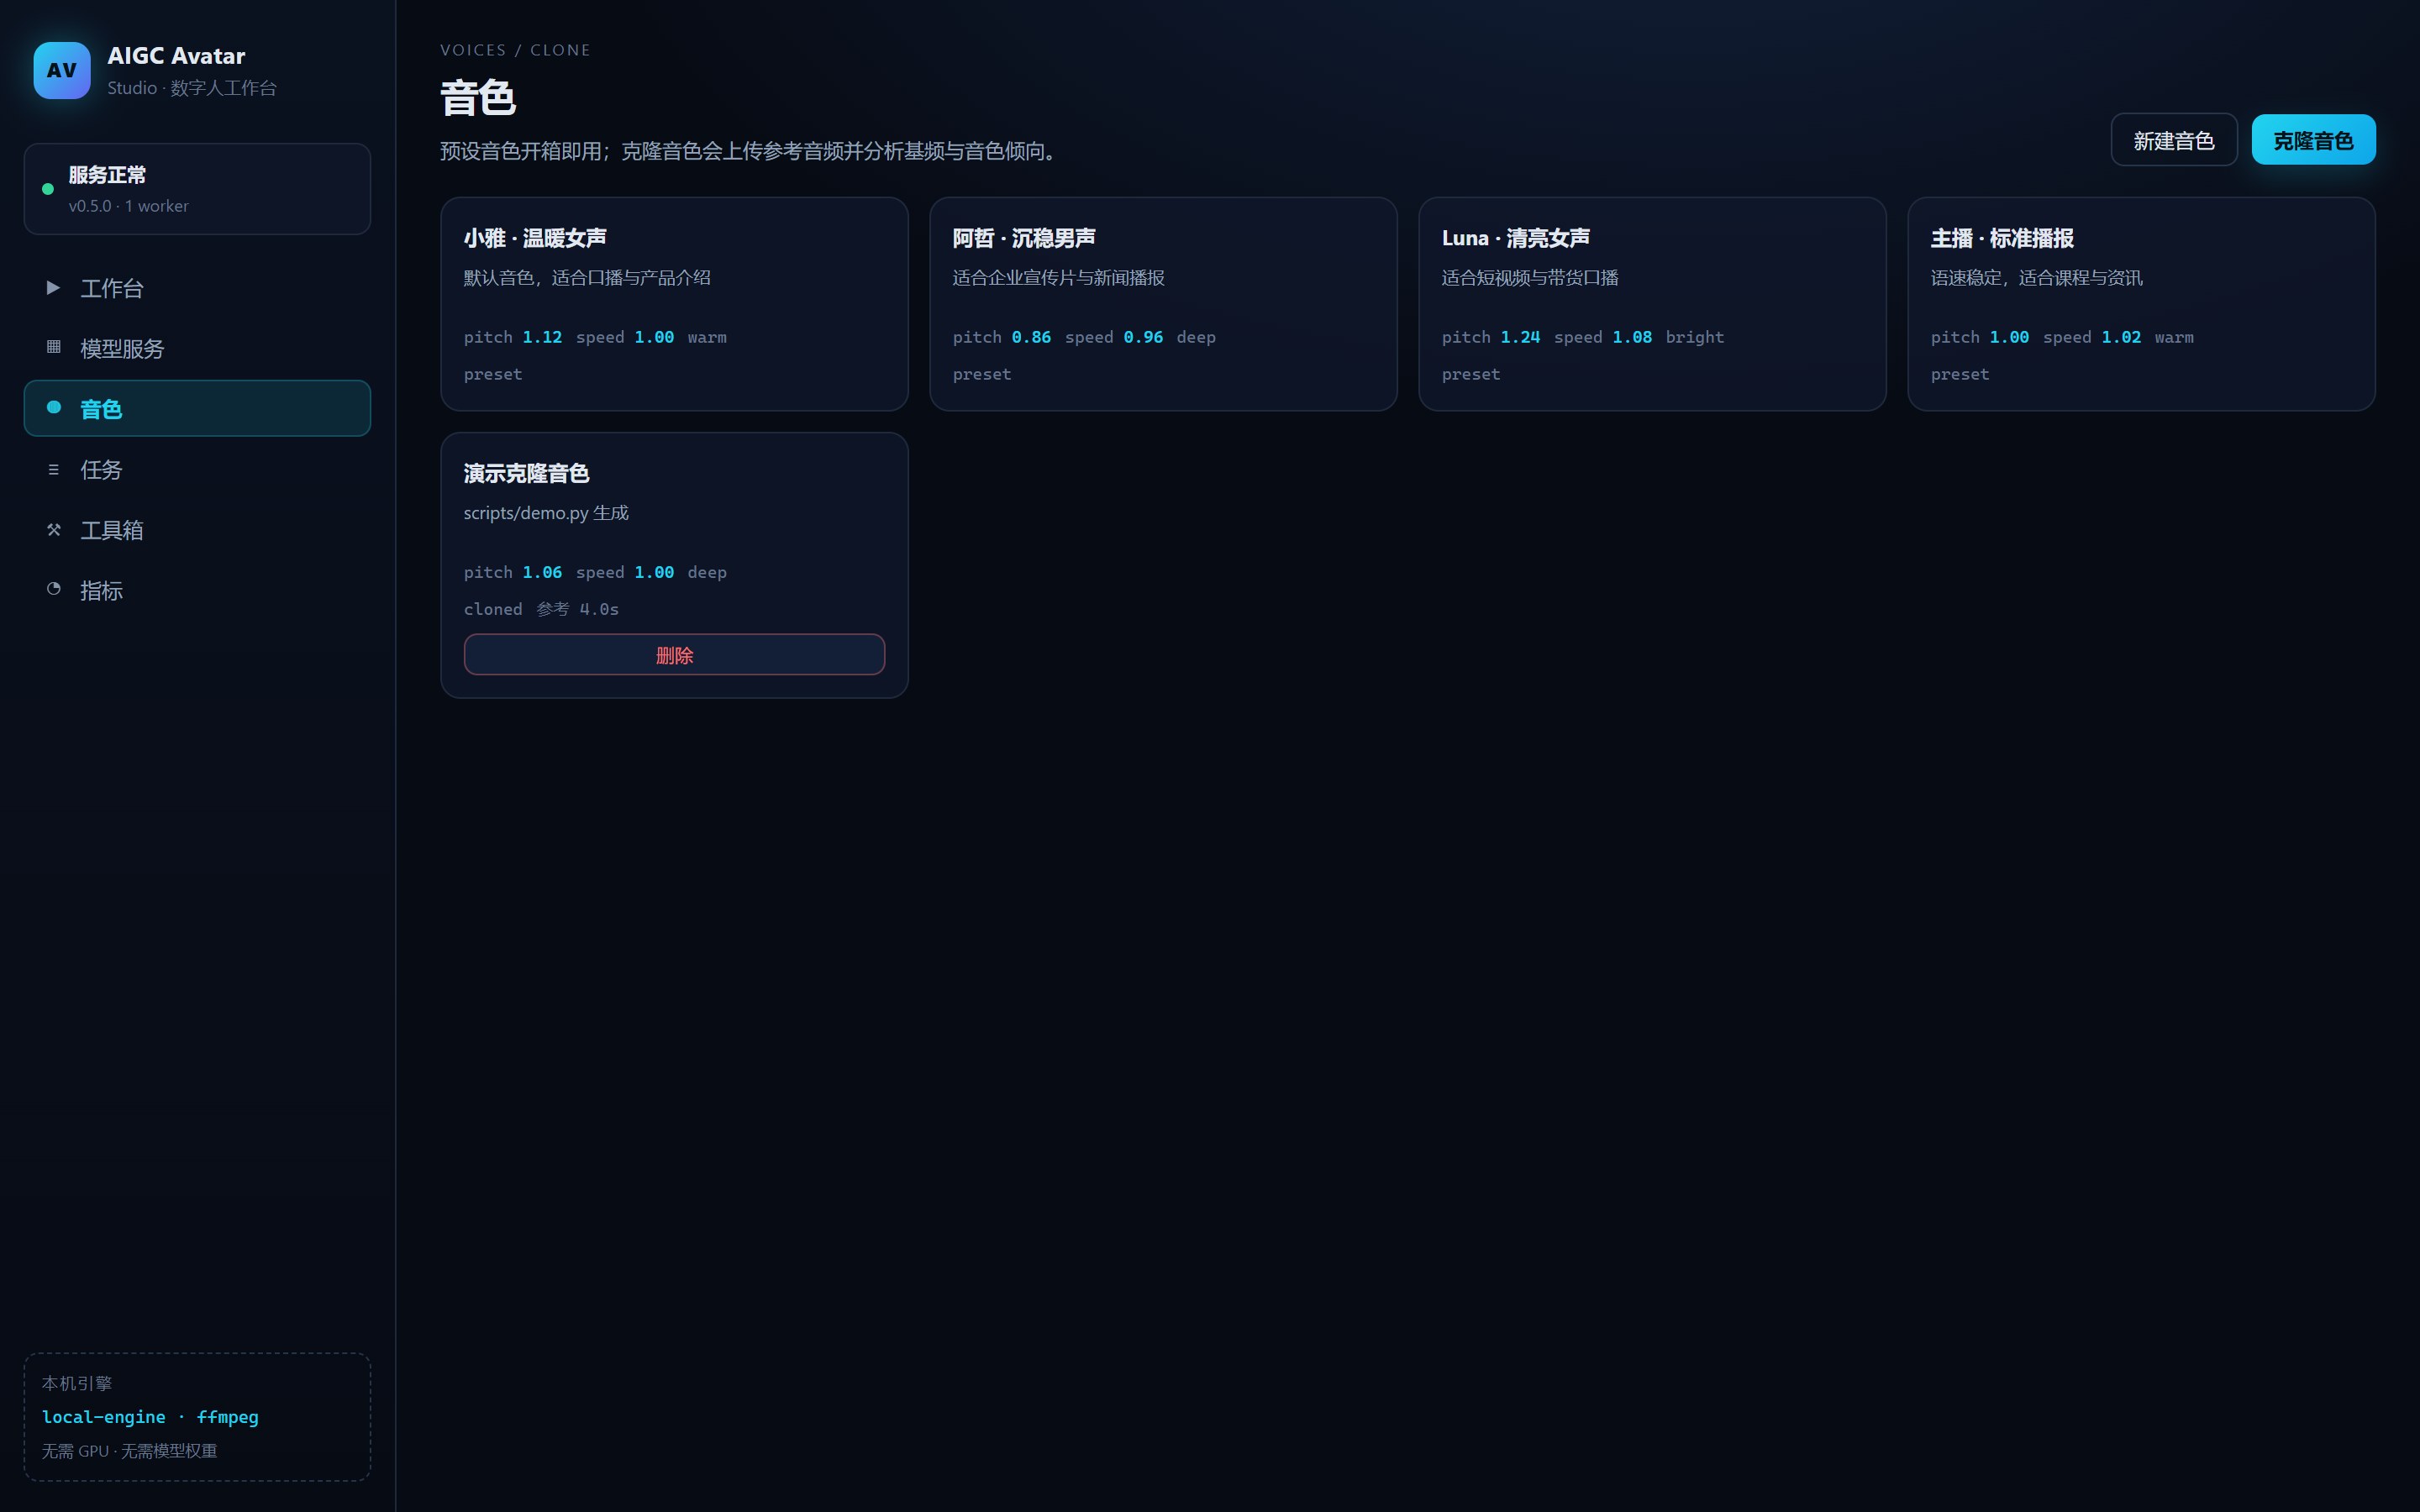 AV
AIGC Avatar
Studio · 数字人工作台
服务正常
v0.5.0 · 1 worker
工作台
模型服务
音色
任务
工具箱
指标
本机引擎
local-engine · ffmpeg
无需 GPU · 无需模型权重
VOICES / CLONE
音色
预设音色开箱即用；克隆音色会上传参考音频并分析基频与音色倾向。
新建音色
克隆音色
小雅 · 温暖女声
默认音色，适合口播与产品介绍
pitch 1.12 speed 1.00 warm
preset
阿哲 · 沉稳男声
适合企业宣传片与新闻播报
pitch 0.86 speed 0.96 deep
preset
Luna · 清亮女声
适合短视频与带货口播
pitch 1.24 speed 1.08 bright
preset
主播 · 标准播报
语速稳定，适合课程与资讯
pitch 1.00 speed 1.02 warm
preset
演示克隆音色
scripts/demo.py 生成
pitch 1.06 speed 1.00 deep
cloned 参考 4.0s
删除